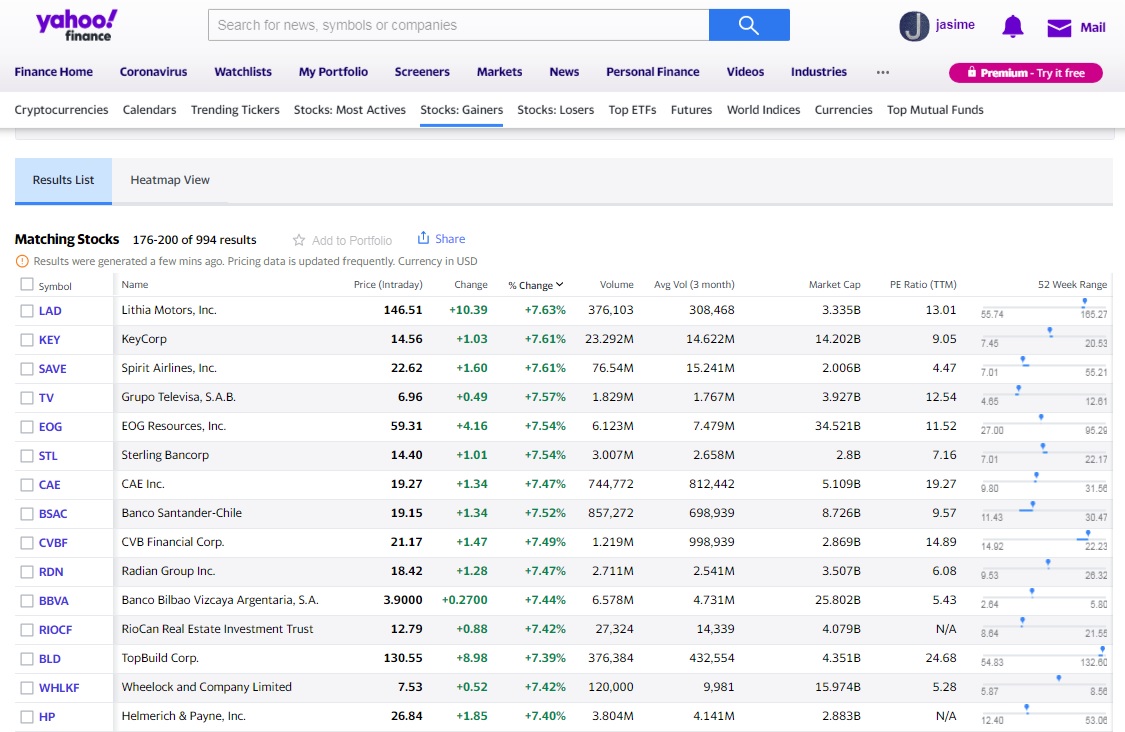 yahoo!
finance
Search for news, symbols or companies
J
jasime
Mail
Finance Home Coronavirus Watchlists My Portfolio Screeners Markets News Personal Finance Videos Industries ••• Premium - Try it free
Cryptocurrencies Calendars Trending Tickers Stocks: Most Actives Stocks: Gainers Stocks: Losers Top ETFs Futures World Indices Currencies Top Mutual Funds
Results List Heatmap View
Matching Stocks 176-200 of 994 results Add to Portfolio Share
Results were generated a few mins ago. Pricing data is updated frequently. Currency in USD
Symbol Name Price (Intraday) Change % Change Volume Avg Vol (3 month) Market Cap PE Ratio (TTM) 52 Week Range
LAD Lithia Motors, Inc. 146.51 +10.39 +7.63% 376,103 308,468 3.335B 13.01 55.74 165.27
KEY KeyCorp 14.56 +1.03 +7.61% 23.292M 14.622M 14.202B 9.05 7.45 20.53
SAVE Spirit Airlines, Inc. 22.62 +1.60 +7.61% 76.54M 15.241M 2.006B 4.47 7.01 55.21
TV Grupo Televisa, S.A.B. 6.96 +0.49 +7.57% 1.829M 1.767M 3.927B 12.54 4.65 12.61
EOG EOG Resources, Inc. 59.31 +4.16 +7.54% 6.123M 7.479M 34.521B 11.52 27.00 95.29
STL Sterling Bancorp 14.40 +1.01 +7.54% 3.007M 2.658M 2.8B 7.16 7.01 22.17
CAE CAE Inc. 19.27 +1.34 +7.47% 744,772 812,442 5.109B 19.27 9.80 31.56
BSAC Banco Santander-Chile 19.15 +1.34 +7.52% 857,272 698,939 8.726B 9.57 11.43 30.47
CVBF CVB Financial Corp. 21.17 +1.47 +7.49% 1.219M 998,939 2.869B 14.89 14.92 22.23
RDN Radian Group Inc. 18.42 +1.28 +7.47% 2.711M 2.541M 3.507B 6.08 9.53 26.32
BBVA Banco Bilbao Vizcaya Argentaria, S.A. 3.9000 +0.2700 +7.44% 6.578M 4.731M 25.802B 5.43 2.64 5.80
RIOCF RioCan Real Estate Investment Trust 12.79 +0.88 +7.42% 27,324 14,339 4.079B N/A 8.64 21.55
BLD TopBuild Corp. 130.55 +8.98 +7.39% 376,384 432,554 4.351B 24.68 54.83 132.60
WHLKF Wheelock and Company Limited 7.53 +0.52 +7.42% 120,000 9,981 15.974B 5.28 5.87 8.56
HP Helmerich & Payne, Inc. 26.84 +1.85 +7.40% 3.804M 4.141M 2.883B N/A 12.40 53.06